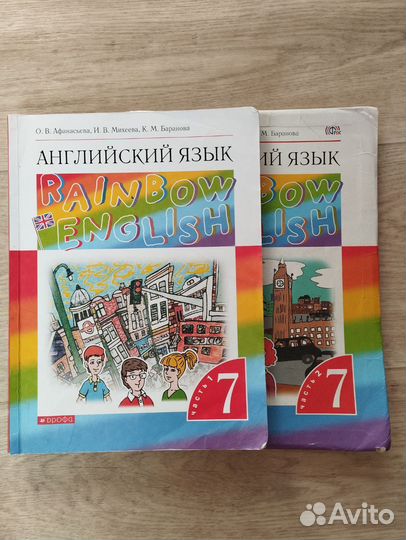 О. В. Афанасьева, И. В. Михеева, К. М. Баранова
АНГЛИЙСКИЙ ЯЗЫК
RAINBOW
ENGLISH
часть 1
7
дрофа
М. Баранова
ИЙ ЯЗЫК
BOW
ISH
часть 2
7
Avito